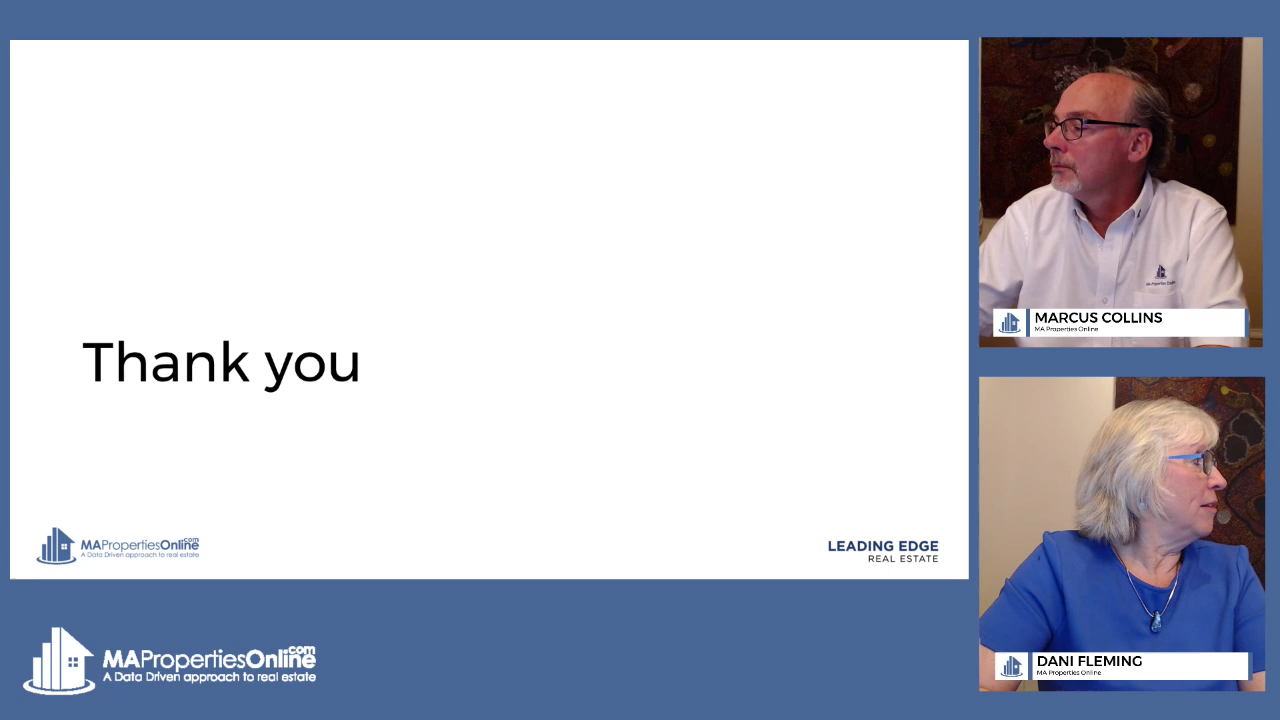 Thank you
MAPropertiesOnline.com
A Data Driven approach to real estate
LEADING EDGE
REAL ESTATE
MAPropertiesOnline.com
A Data Driven approach to real estate
MARCUS COLLINS
MA Properties Online
DANI FLEMING
MA Properties Online